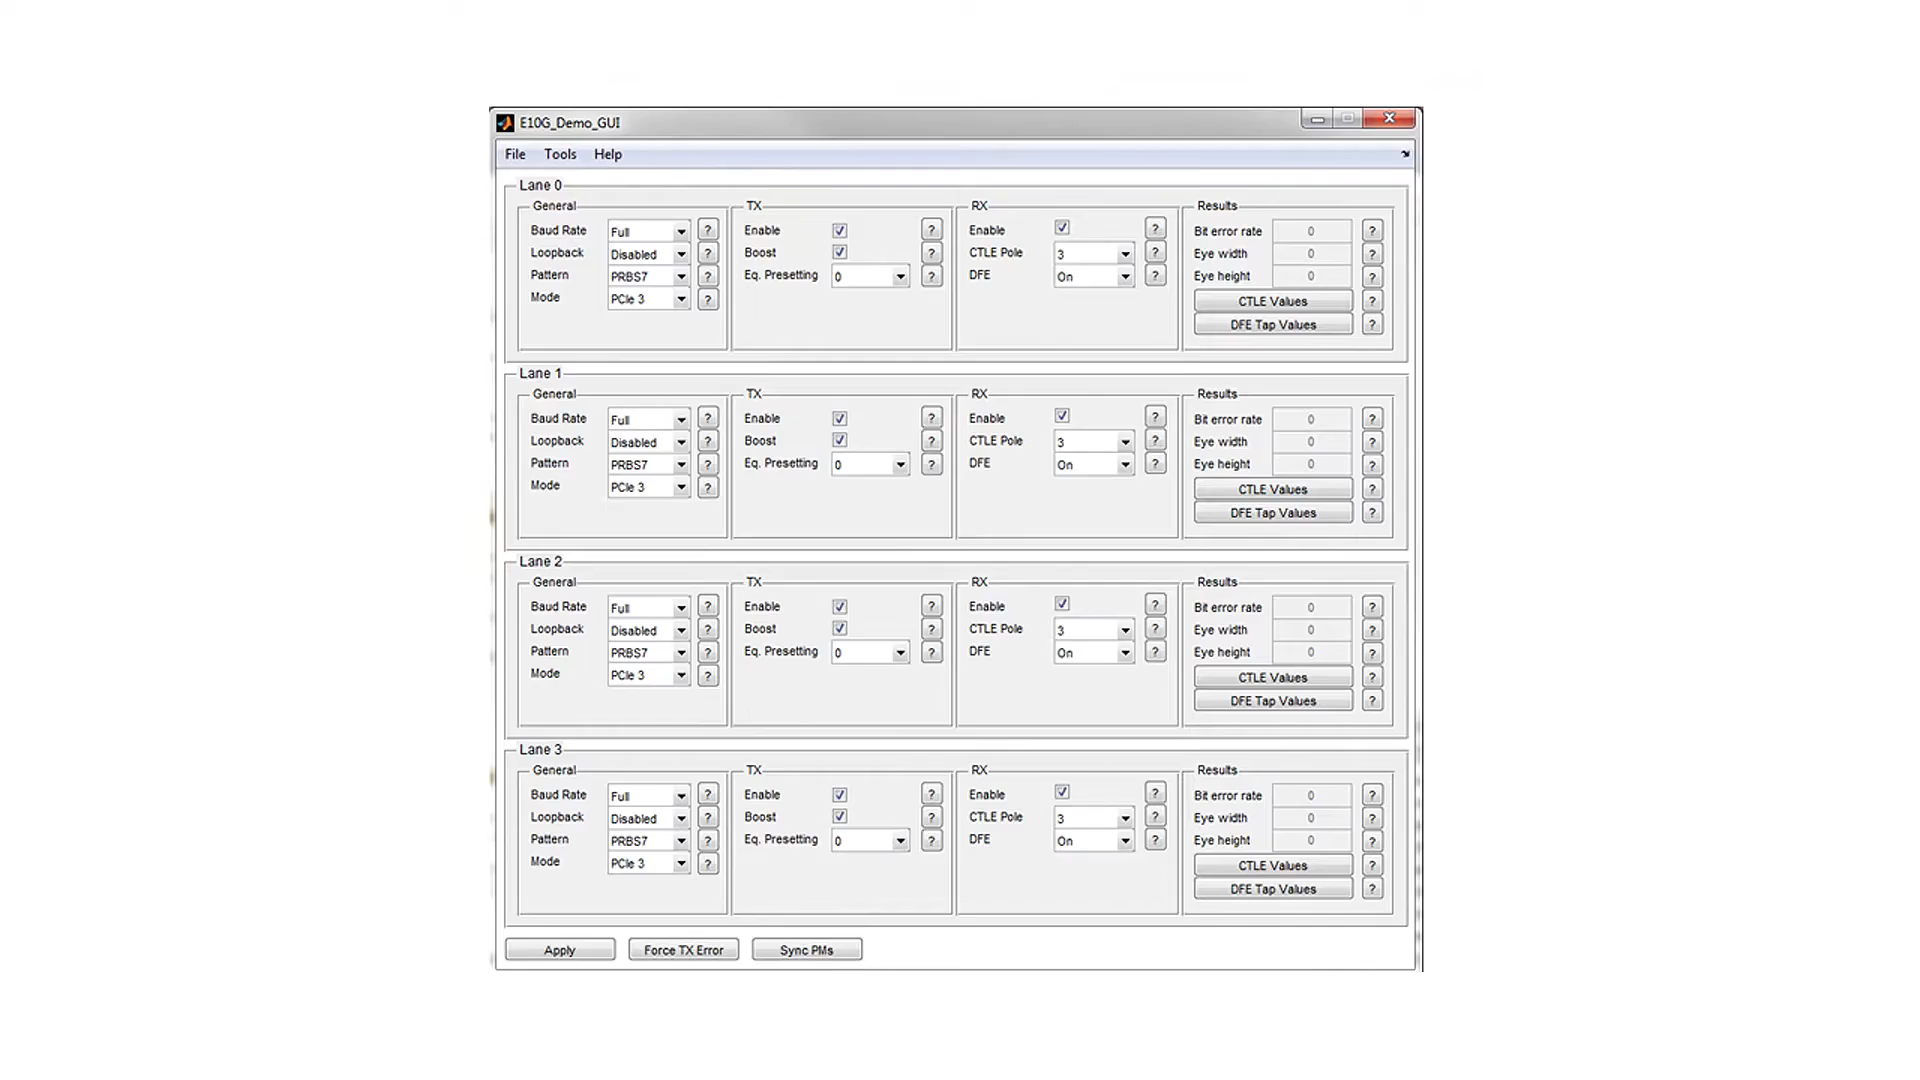 E10G_Demo_GUI
File Tools Help
Lane 0
General TX RX Results
Baud Rate Full ? Enable ? Enable ? Bit error rate 0 ?
Loopback Disabled ? Boost ? CTLE Pole 3 ? Eye width 0 ?
Pattern PRBS7 ? Eq. Presetting 0 ? DFE On ? Eye height 0 ?
Mode PCIe 3 ? CTLE Values ?
DFE Tap Values ?
Lane 1
General TX RX Results
Baud Rate Full ? Enable ? Enable ? Bit error rate 0 ?
Loopback Disabled ? Boost ? CTLE Pole 3 ? Eye width 0 ?
Pattern PRBS7 ? Eq. Presetting 0 ? DFE On ? Eye height 0 ?
Mode PCIe 3 ? CTLE Values ?
DFE Tap Values ?
Lane 2
General TX RX Results
Baud Rate Full ? Enable ? Enable ? Bit error rate 0 ?
Loopback Disabled ? Boost ? CTLE Pole 3 ? Eye width 0 ?
Pattern PRBS7 ? Eq. Presetting 0 ? DFE On ? Eye height 0 ?
Mode PCIe 3 ? CTLE Values ?
DFE Tap Values ?
Lane 3
General TX RX Results
Baud Rate Full ? Enable ? Enable ? Bit error rate 0 ?
Loopback Disabled ? Boost ? CTLE Pole 3 ? Eye width 0 ?
Pattern PRBS7 ? Eq. Presetting 0 ? DFE On ? Eye height 0 ?
Mode PCIe 3 ? CTLE Values ?
DFE Tap Values ?
Apply Force TX Error Sync PMs